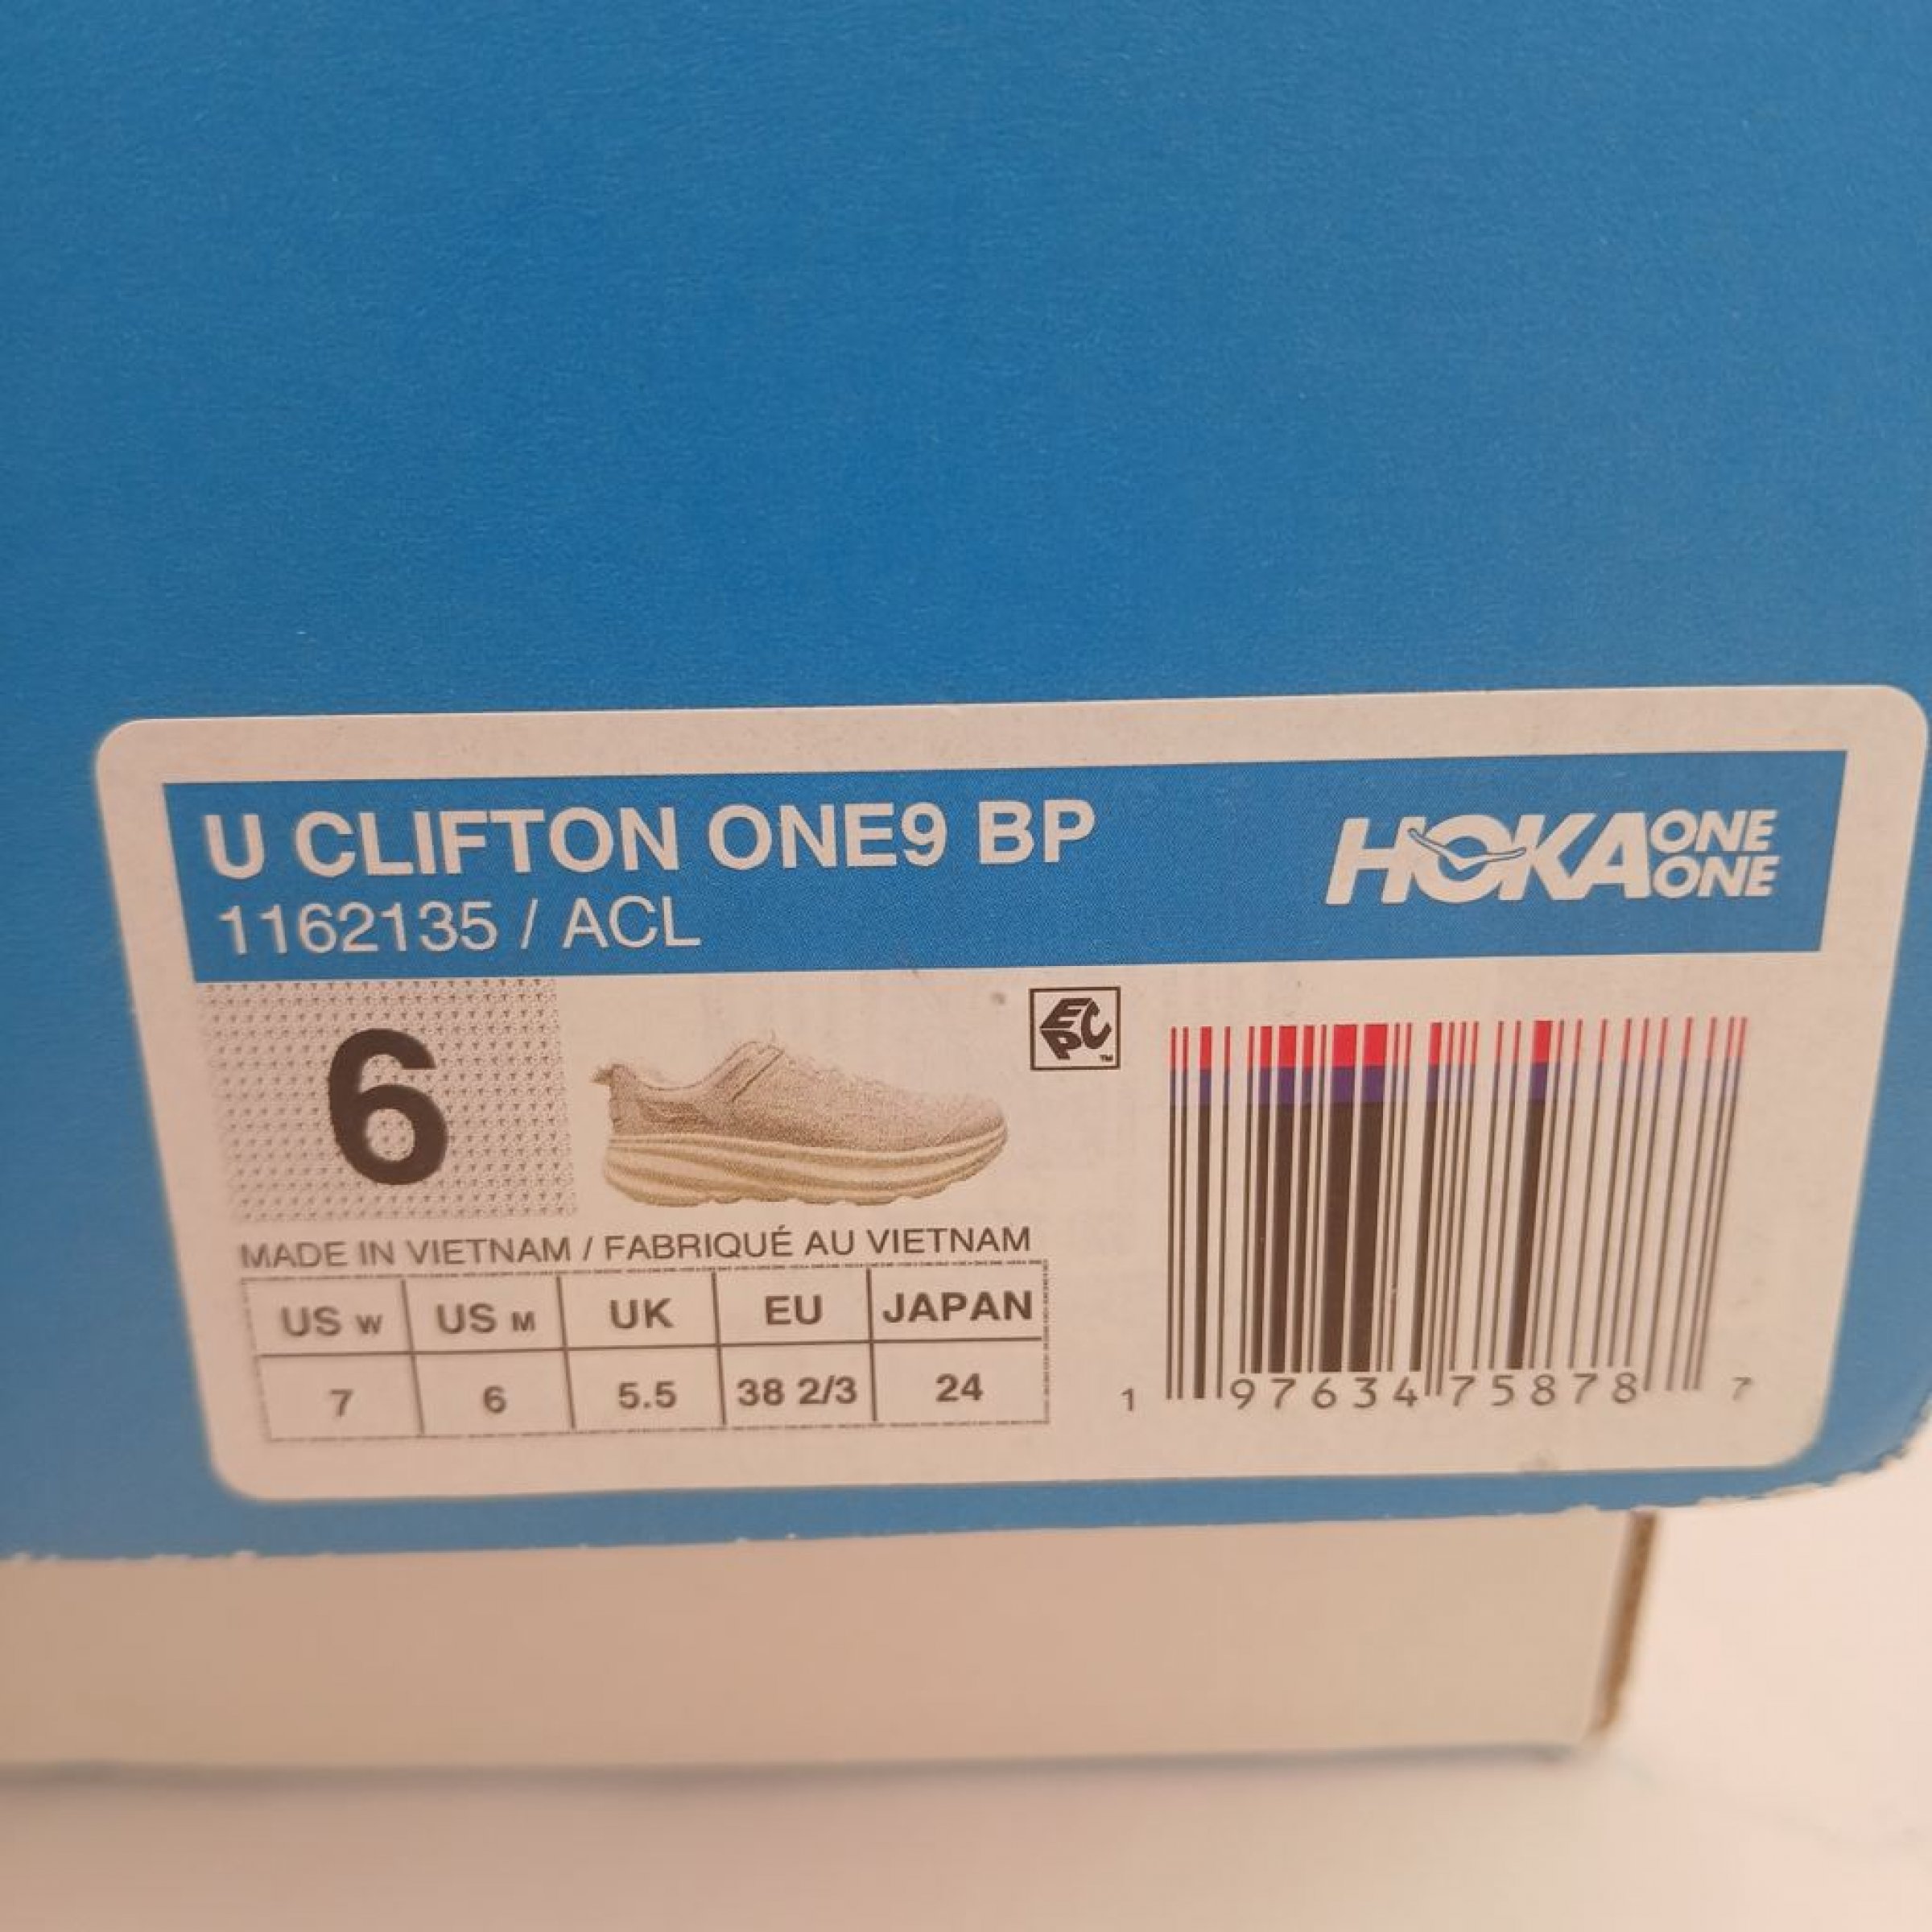 U CLIFTON ONE9 BP
1162135 / ACL
HOKA ONE ONE
6
EPC™
MADE IN VIETNAM / FABRIQUÉ AU VIETNAM
US W US M UK EU JAPAN
7 6 5.5 38 2/3 24
1 97634 75878 7